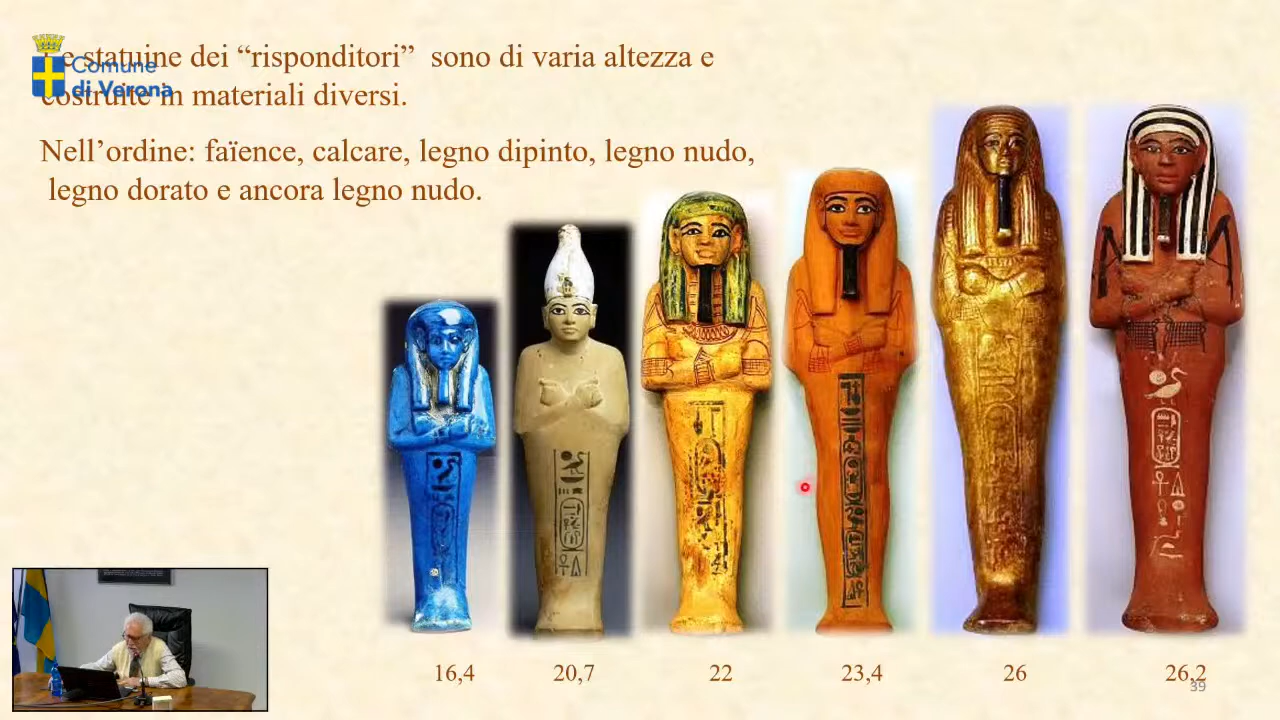 Le statuine dei “risponditori” sono di varia altezza e
costruite in materiali diversi.
Comune
di Verona
Nell’ordine: faïence, calcare, legno dipinto, legno nudo,
legno dorato e ancora legno nudo.
16,4
20,7
22
23,4
26
26,2
39